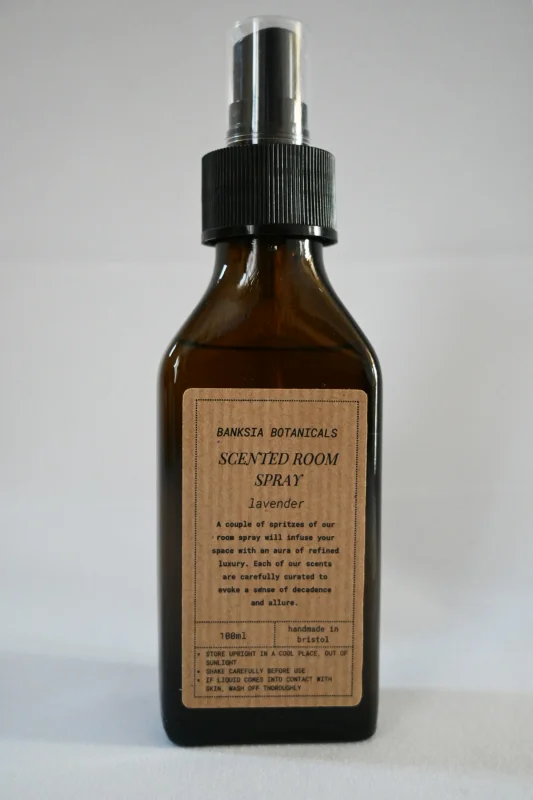 BANKSIA BOTANICALS
SCENTED ROOM
SPRAY
lavender
A couple of spritzes of our
room spray will infuse your
space with an aura of refined
luxury. Each of our scents
are carefully curated to
evoke a sense of decadence
and allure.
100ml
handmade in
bristol
• STORE UPRIGHT IN A COOL PLACE, OUT OF
SUNLIGHT
• SHAKE CAREFULLY BEFORE USE
• IF LIQUID COMES INTO CONTACT WITH
SKIN, WASH OFF THOROUGHLY